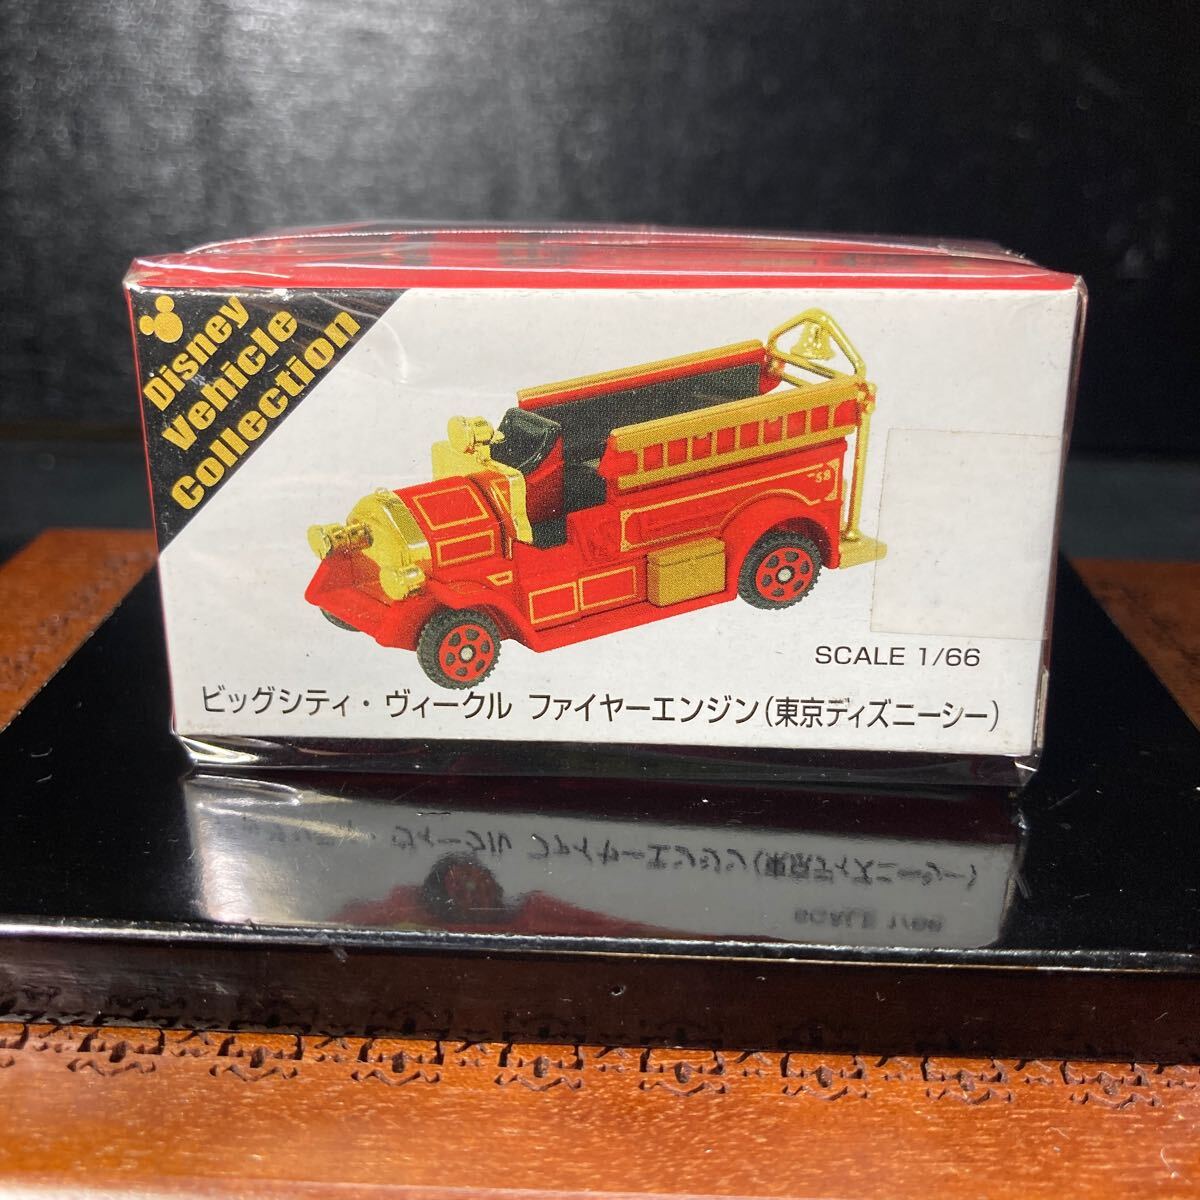 Disney
Vehicle
Collection
58
SCALE 1/66
ビッグシティ・ヴィークル ファイヤーエンジン(東京ディズニーシー)